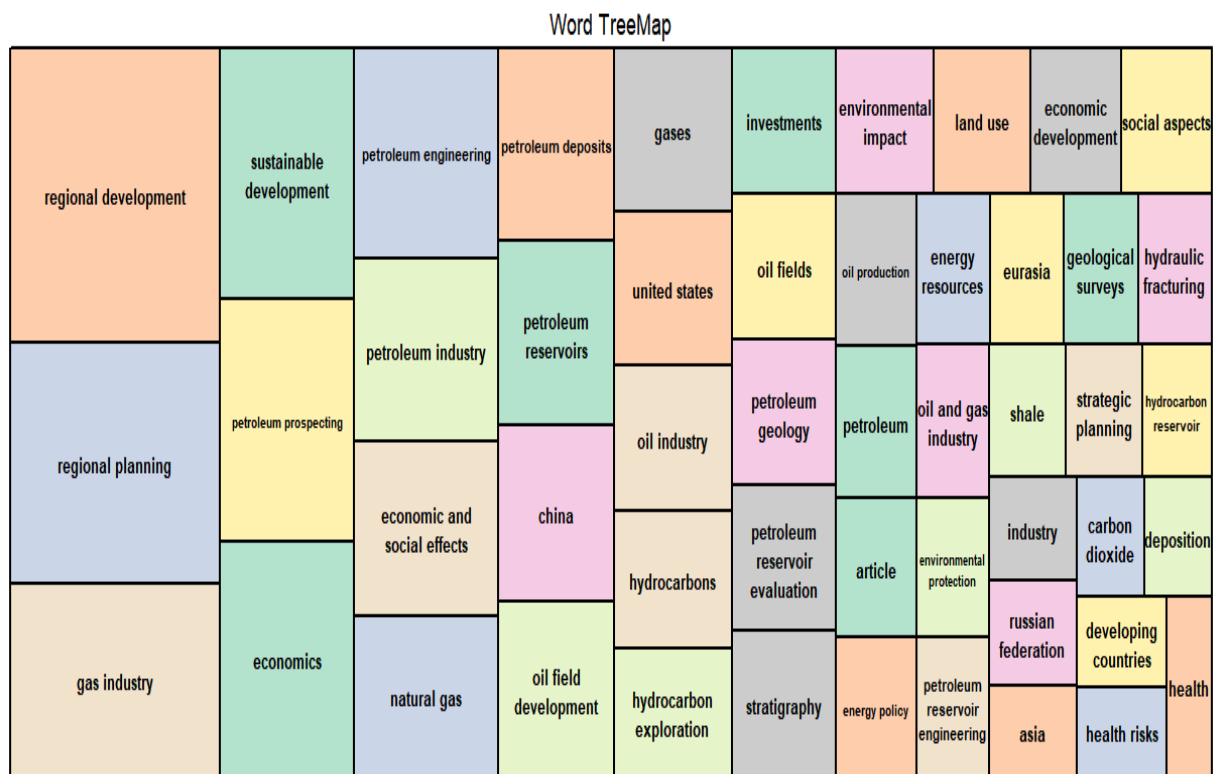 Word TreeMap
regional development
regional planning
gas industry
sustainable
development
petroleum prospecting
economics
petroleum engineering
petroleum industry
economic and
social effects
natural gas
petroleum deposits
petroleum
reservoirs
china
oil field
development
gases
united states
oil industry
hydrocarbons
hydrocarbon
exploration
investments
oil fields
petroleum
geology
petroleum
reservoir
evaluation
stratigraphy
environmental
impact
land use
economic
development
social aspects
oil production
petroleum
article
energy policy
energy
resources
oil and gas
industry
environmental
protection
petroleum
reservoir
engineering
eurasia
geological
surveys
hydraulic
fracturing
shale
strategic
planning
hydrocarbon
reservoir
industry
russian
federation
asia
carbon
dioxide
deposition
developing
countries
health risks
health